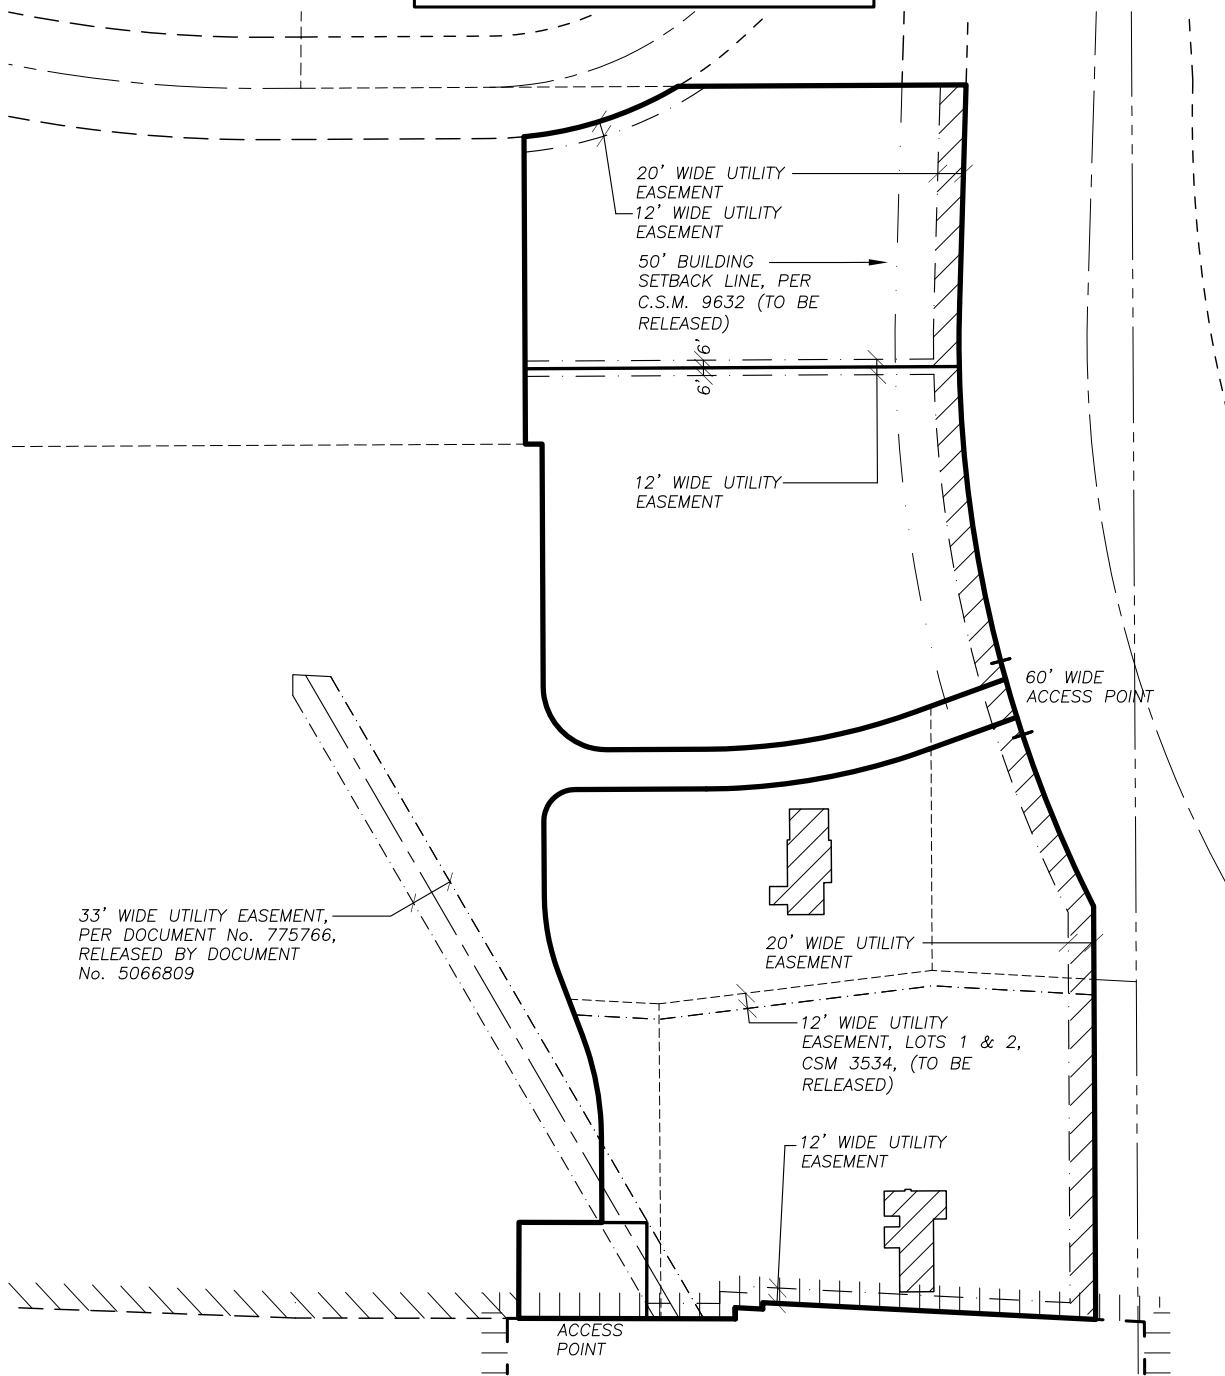 20' WIDE UTILITY
EASEMENT
12' WIDE UTILITY
EASEMENT
50' BUILDING
SETBACK LINE, PER
C.S.M. 9632 (TO BE
RELEASED)
6'
6'
12' WIDE UTILITY
EASEMENT
60' WIDE
ACCESS POINT
33' WIDE UTILITY EASEMENT,
PER DOCUMENT No. 775766,
RELEASED BY DOCUMENT
No. 5066809
20' WIDE UTILITY
EASEMENT
12' WIDE UTILITY
EASEMENT, LOTS 1 & 2,
CSM 3534, (TO BE
RELEASED)
12' WIDE UTILITY
EASEMENT
ACCESS
POINT